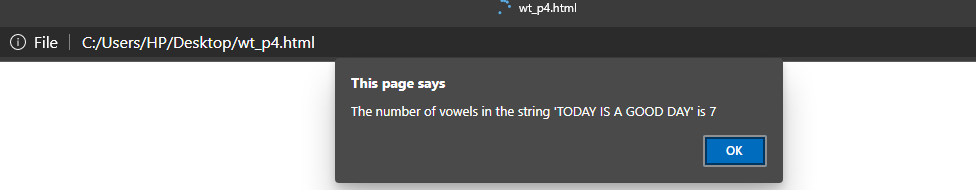 wt_p4.html
File C:/Users/HP/Desktop/wt_p4.html
This page says
The number of vowels in the string 'TODAY IS A GOOD DAY' is 7
OK